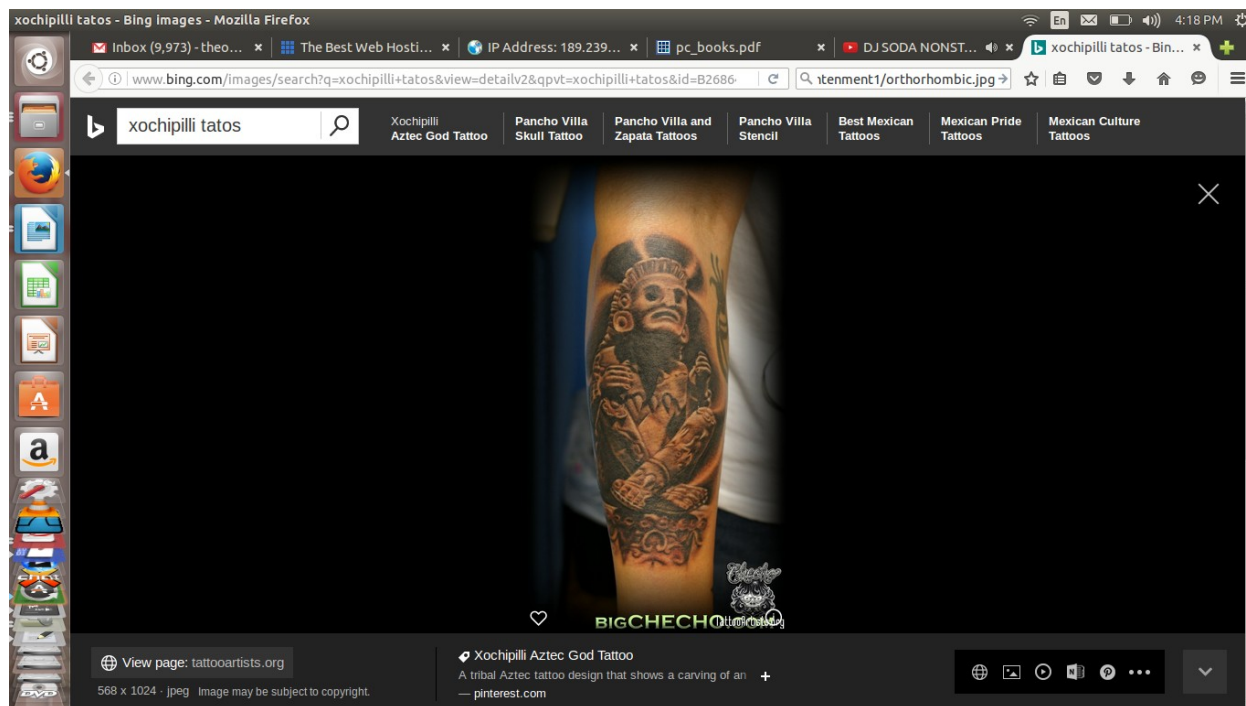 xochipilli tatos - Bing images - Mozilla Firefox
En
4:18 PM
Inbox (9,973) - theo...
The Best Web Hosti...
IP Address: 189.239...
pc_books.pdf
DJ SODA NONST...
xochipilli tatos - Bin...
www.bing.com/images/search?q=xochipilli+tatos&view=detailv2&qpvt=xochipilli+tatos&id=B2686
ıtenment1/orthorhombic.jpg
xochipilli tatos
Xochipilli
Aztec God Tattoo
Pancho Villa
Skull Tattoo
Pancho Villa and
Zapata Tattoos
Pancho Villa
Stencil
Best Mexican
Tattoos
Mexican Pride
Tattoos
Mexican Culture
Tattoos
Checho
BIGCHECHO
View page: tattooartists.org
568 x 1024 · jpeg Image may be subject to copyright.
Xochipilli Aztec God Tattoo
A tribal Aztec tattoo design that shows a carving of an
— pinterest.com
DVD